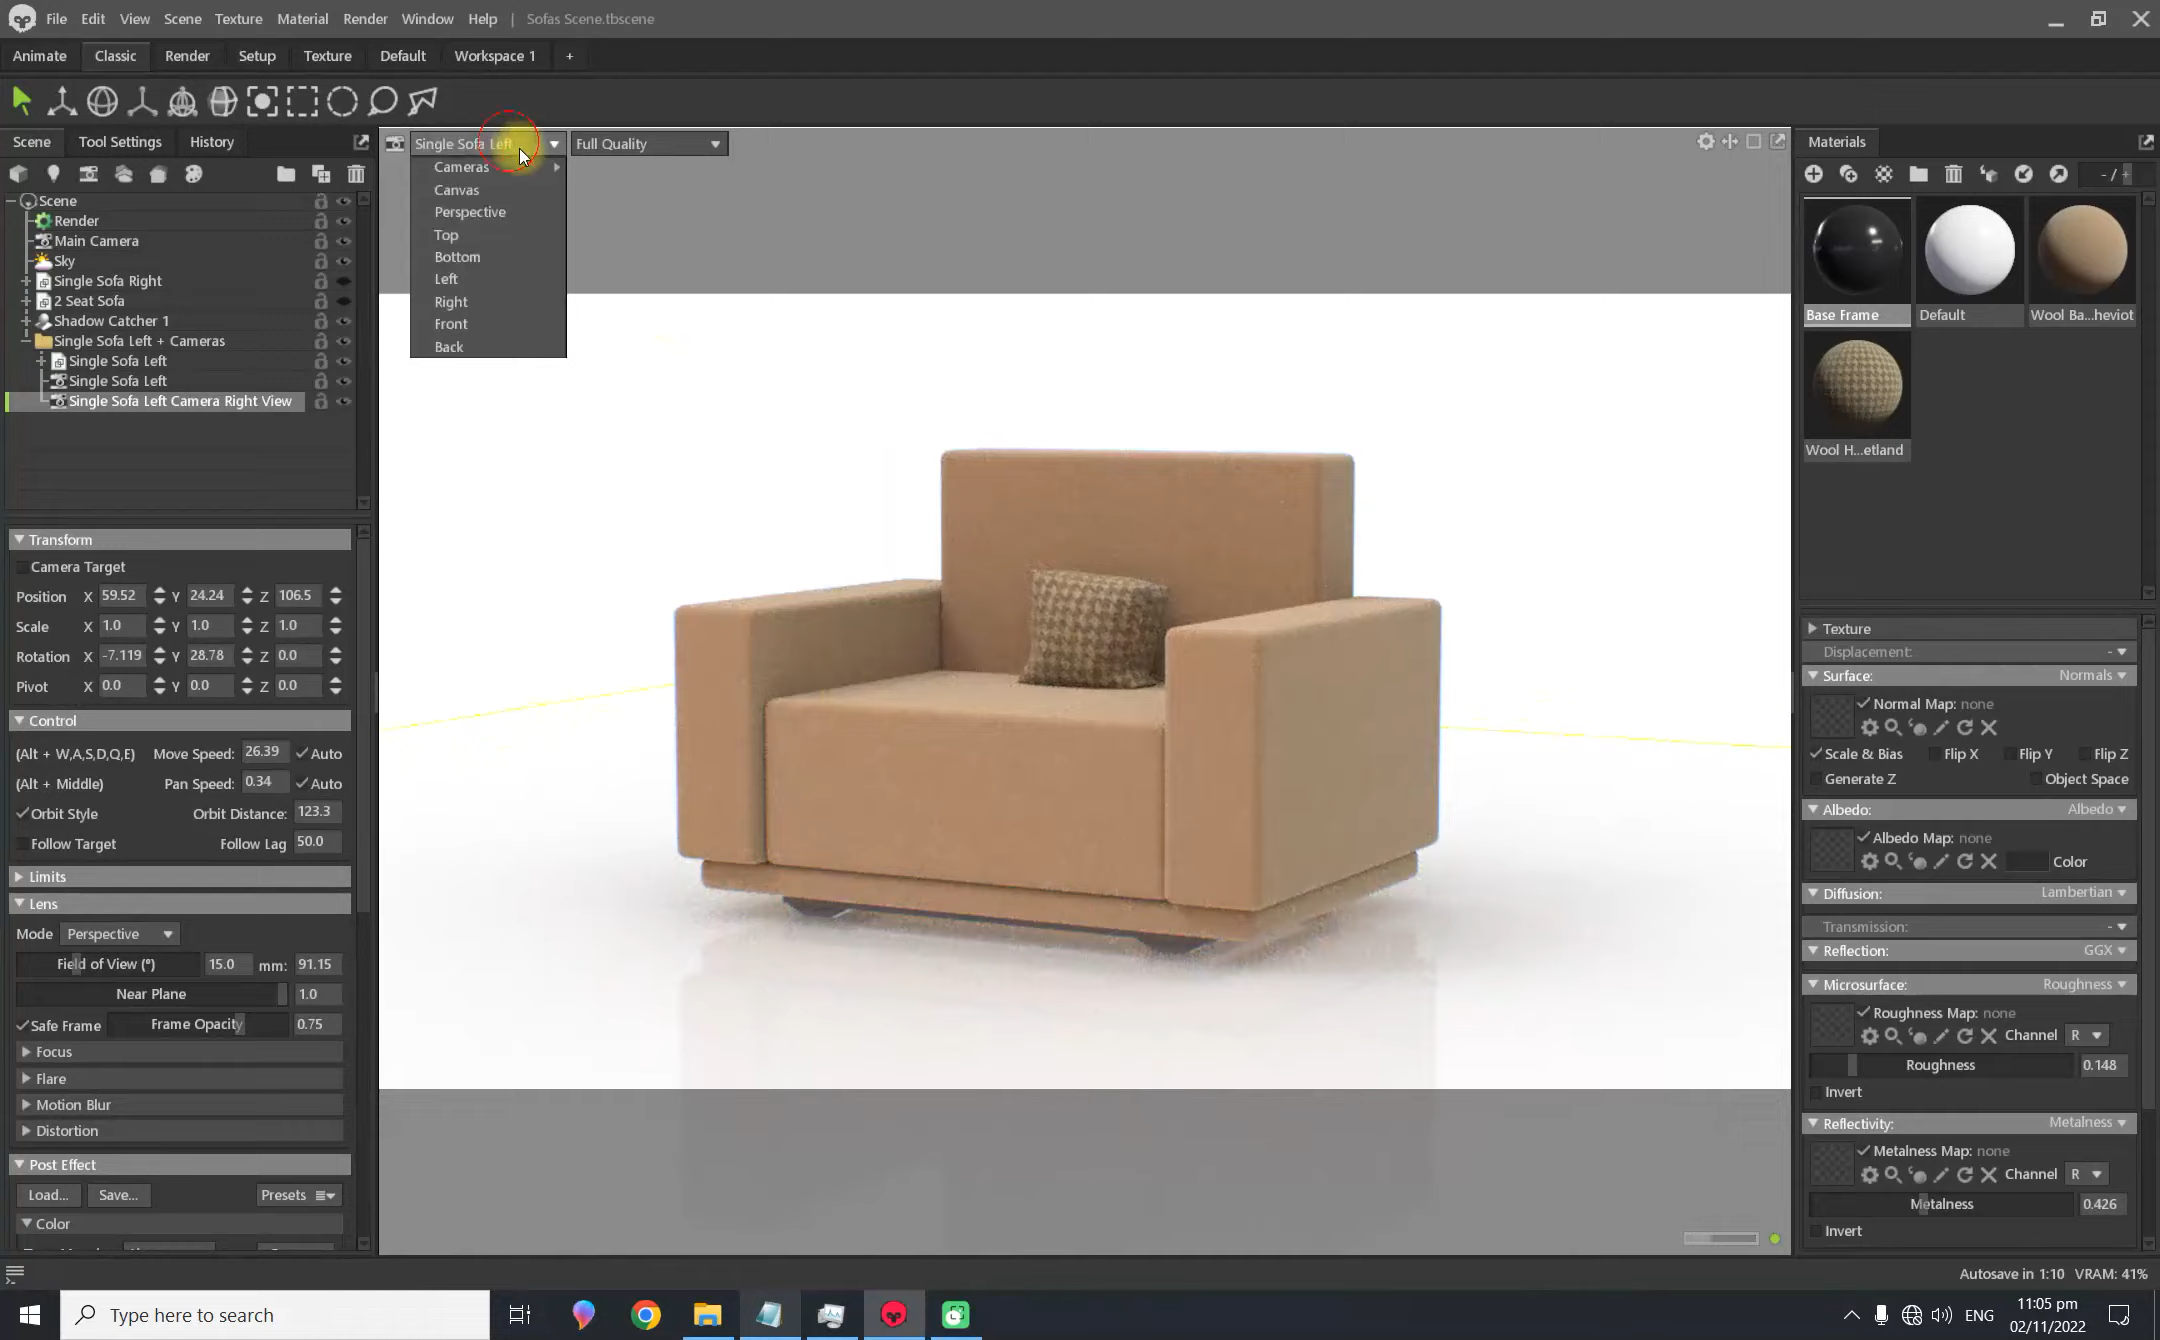 File Edit View Scene Texture Material Render Window Help | Sofas Scene.tbscene
Animate Classic Render Setup Texture Default Workspace 1 +
Scene Tool Settings History
Single Sofa Left Full Quality
Materials
Cameras
Canvas
Perspective
Top
Bottom
Left
Right
Front
Back
- / +
Scene
Render
Main Camera
Sky
Single Sofa Right
2 Seat Sofa
Shadow Catcher 1
Single Sofa Left + Cameras
Single Sofa Left
Single Sofa Left
Single Sofa Left Camera Right View
Base Frame Default Wool Ba...heviot
Wool H...etland
Transform
Camera Target
Position X 59.52 Y 24.24 Z 106.5
Scale X 1.0 Y 1.0 Z 1.0
Rotation X -7.119 Y 28.78 Z 0.0
Pivot X 0.0 Y 0.0 Z 0.0
Control
(Alt + W,A,S,D,Q,E) Move Speed: 26.39 Auto
(Alt + Middle) Pan Speed: 0.34 Auto
Orbit Style Orbit Distance: 123.3
Follow Target Follow Lag 50.0
Limits
Lens
Mode Perspective
Field of View (°) 15.0 mm: 91.15
Near Plane 1.0
Safe Frame Frame Opacity 0.75
Focus
Flare
Motion Blur
Distortion
Post Effect
Load... Save... Presets
Color
Texture
Displacement: -
Surface: Normals
Normal Map: none
Scale & Bias Flip X Flip Y Flip Z
Generate Z Object Space
Albedo: Albedo
Albedo Map: none
Color
Diffusion: Lambertian
Transmission: -
Reflection: GGX
Microsurface: Roughness
Roughness Map: none
Channel R
Roughness 0.148
Invert
Reflectivity: Metalness
Metalness Map: none
Channel R
Metalness 0.426
Invert
Autosave in 1:10 VRAM: 41%
Type here to search
ENG
11:05 pm
02/11/2022